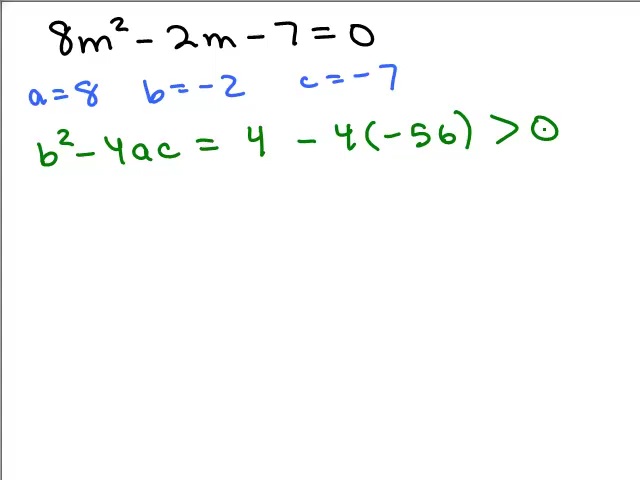 8m² - 2m - 7 = 0
a = 8 b = -2 c = -7
b² - 4ac = 4 - 4(-56) > 0